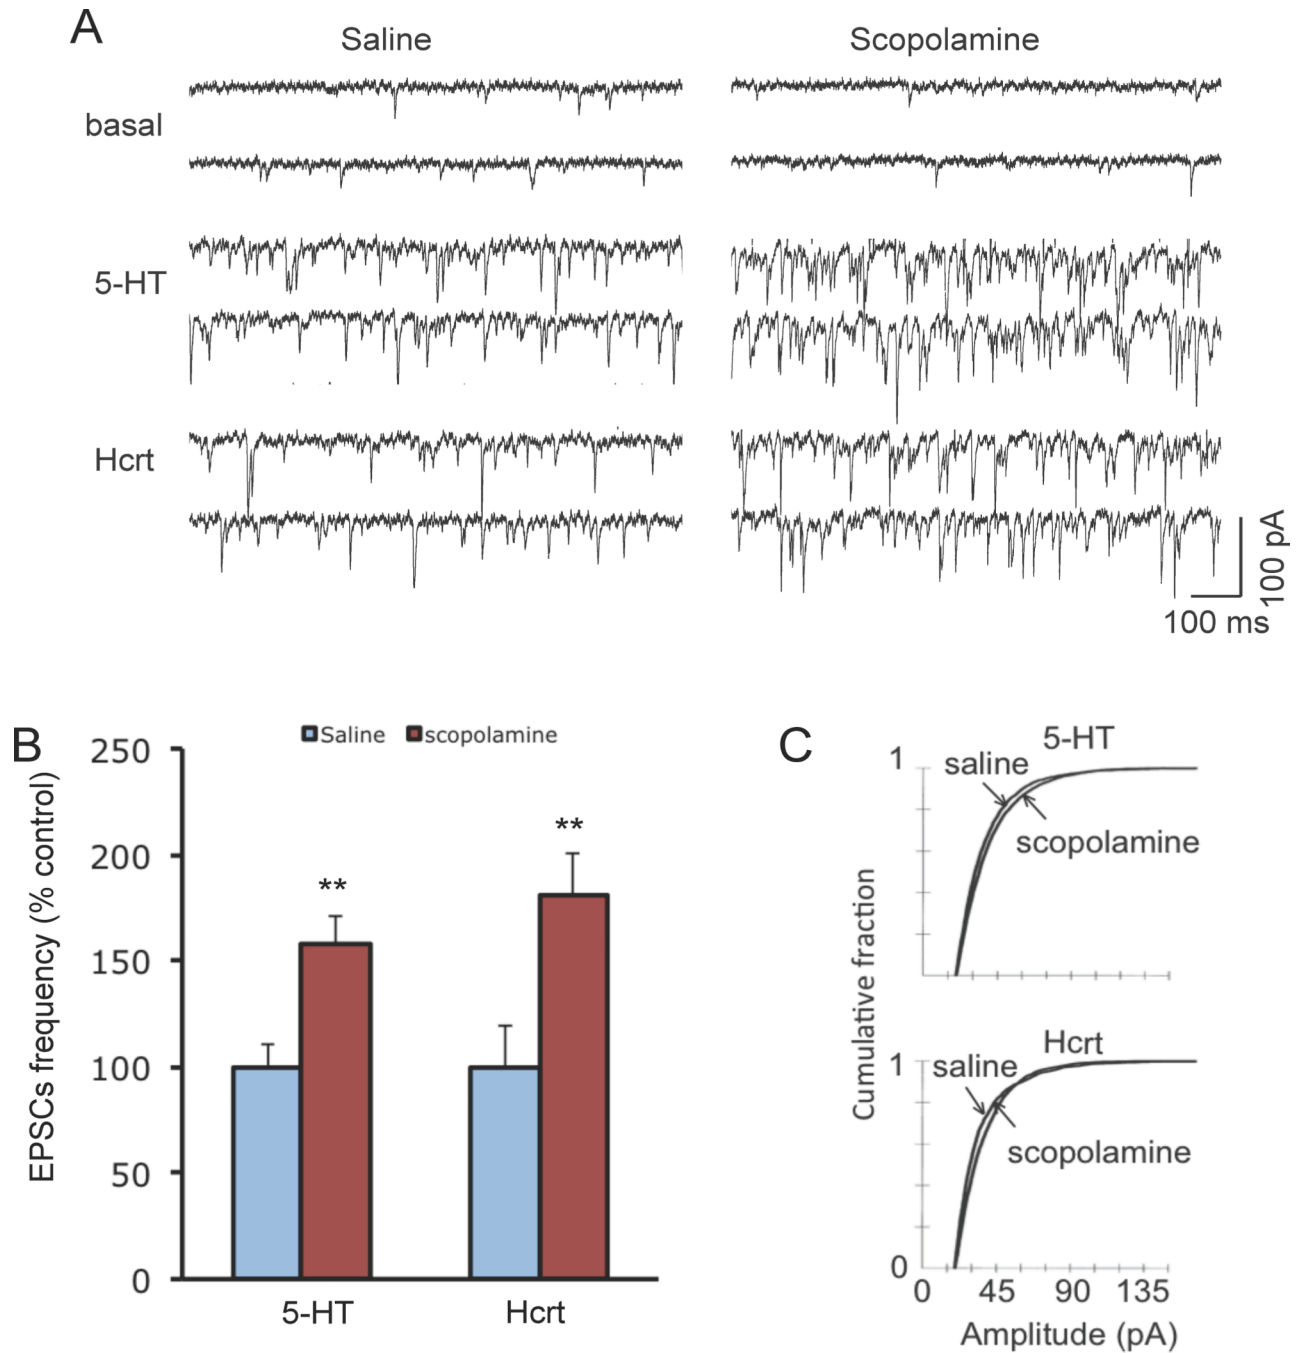 A
Saline
Scopolamine
basal
5-HT
Hcrt
100 pA
100 ms
B
Saline
scopolamine
EPSCs frequency (% control)
250
200
150
100
50
0
**
**
5-HT
Hcrt
C
5-HT
1
saline
scopolamine
Cumulative fraction
Hcrt
1
saline
scopolamine
0
0 45 90 135
Amplitude (pA)